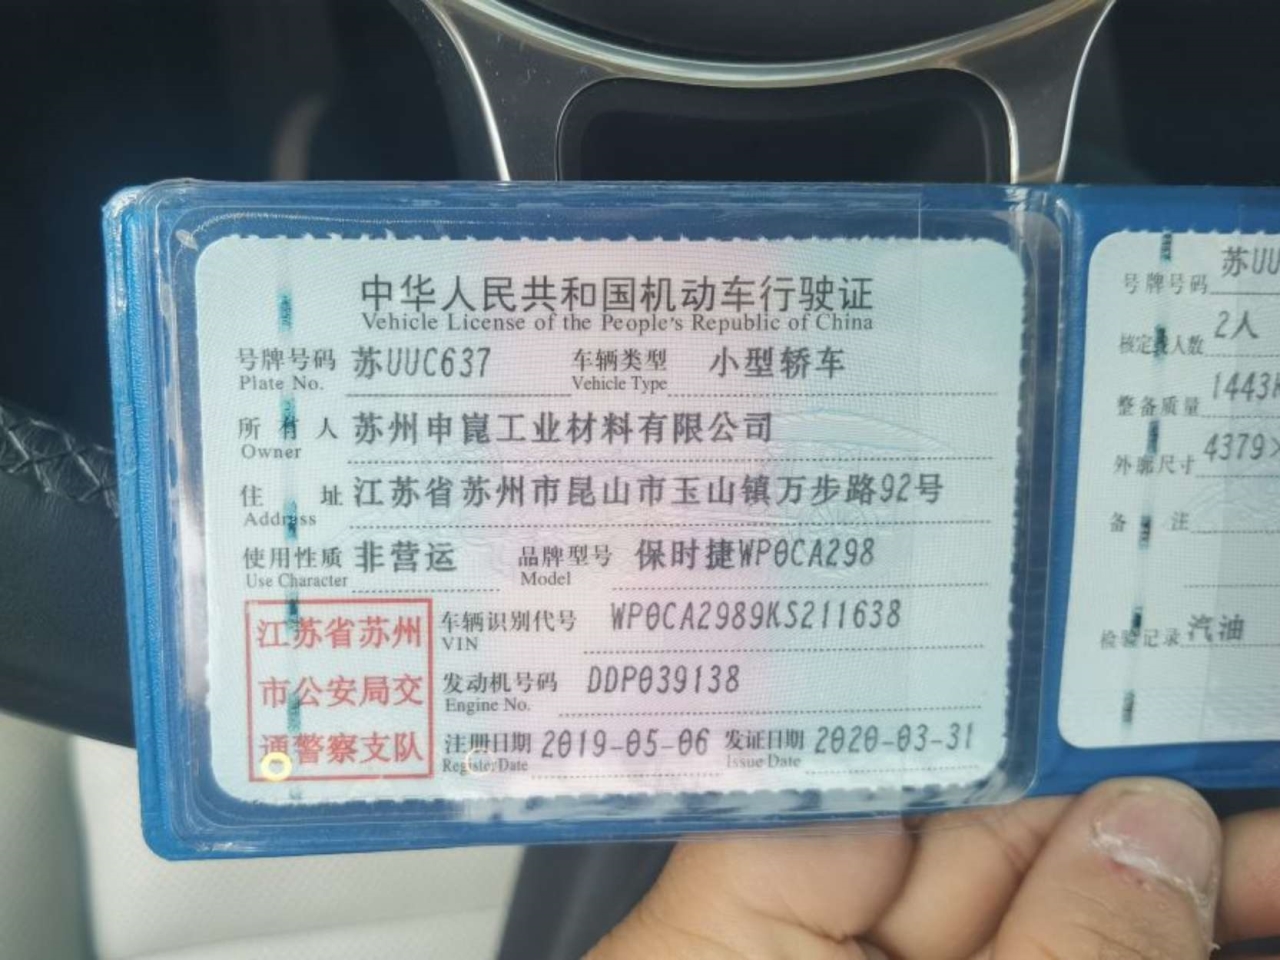 中华人民共和国机动车行驶证
Vehicle License of the People's Republic of China
号牌号码 苏UUC637 车辆类型 小型轿车
Plate No. Vehicle Type
所有人 苏州申崑工业材料有限公司
Owner
住址 江苏省苏州市昆山市玉山镇万步路92号
Address
使用性质 非营运 品牌型号 保时捷WP0CA298
Use Character Model
江苏省苏州
市公安局交
通警察支队
车辆识别代号 WP0CA2989KS211638
VIN
发动机号码 DDP039138
Engine No.
注册日期 2019-05-06 发证日期 2020-03-31
Register Date Issue Date
号牌号码 苏UU
核定载人数 2人
整备质量 1443
外廓尺寸 4379×
备注
检验记录 汽油